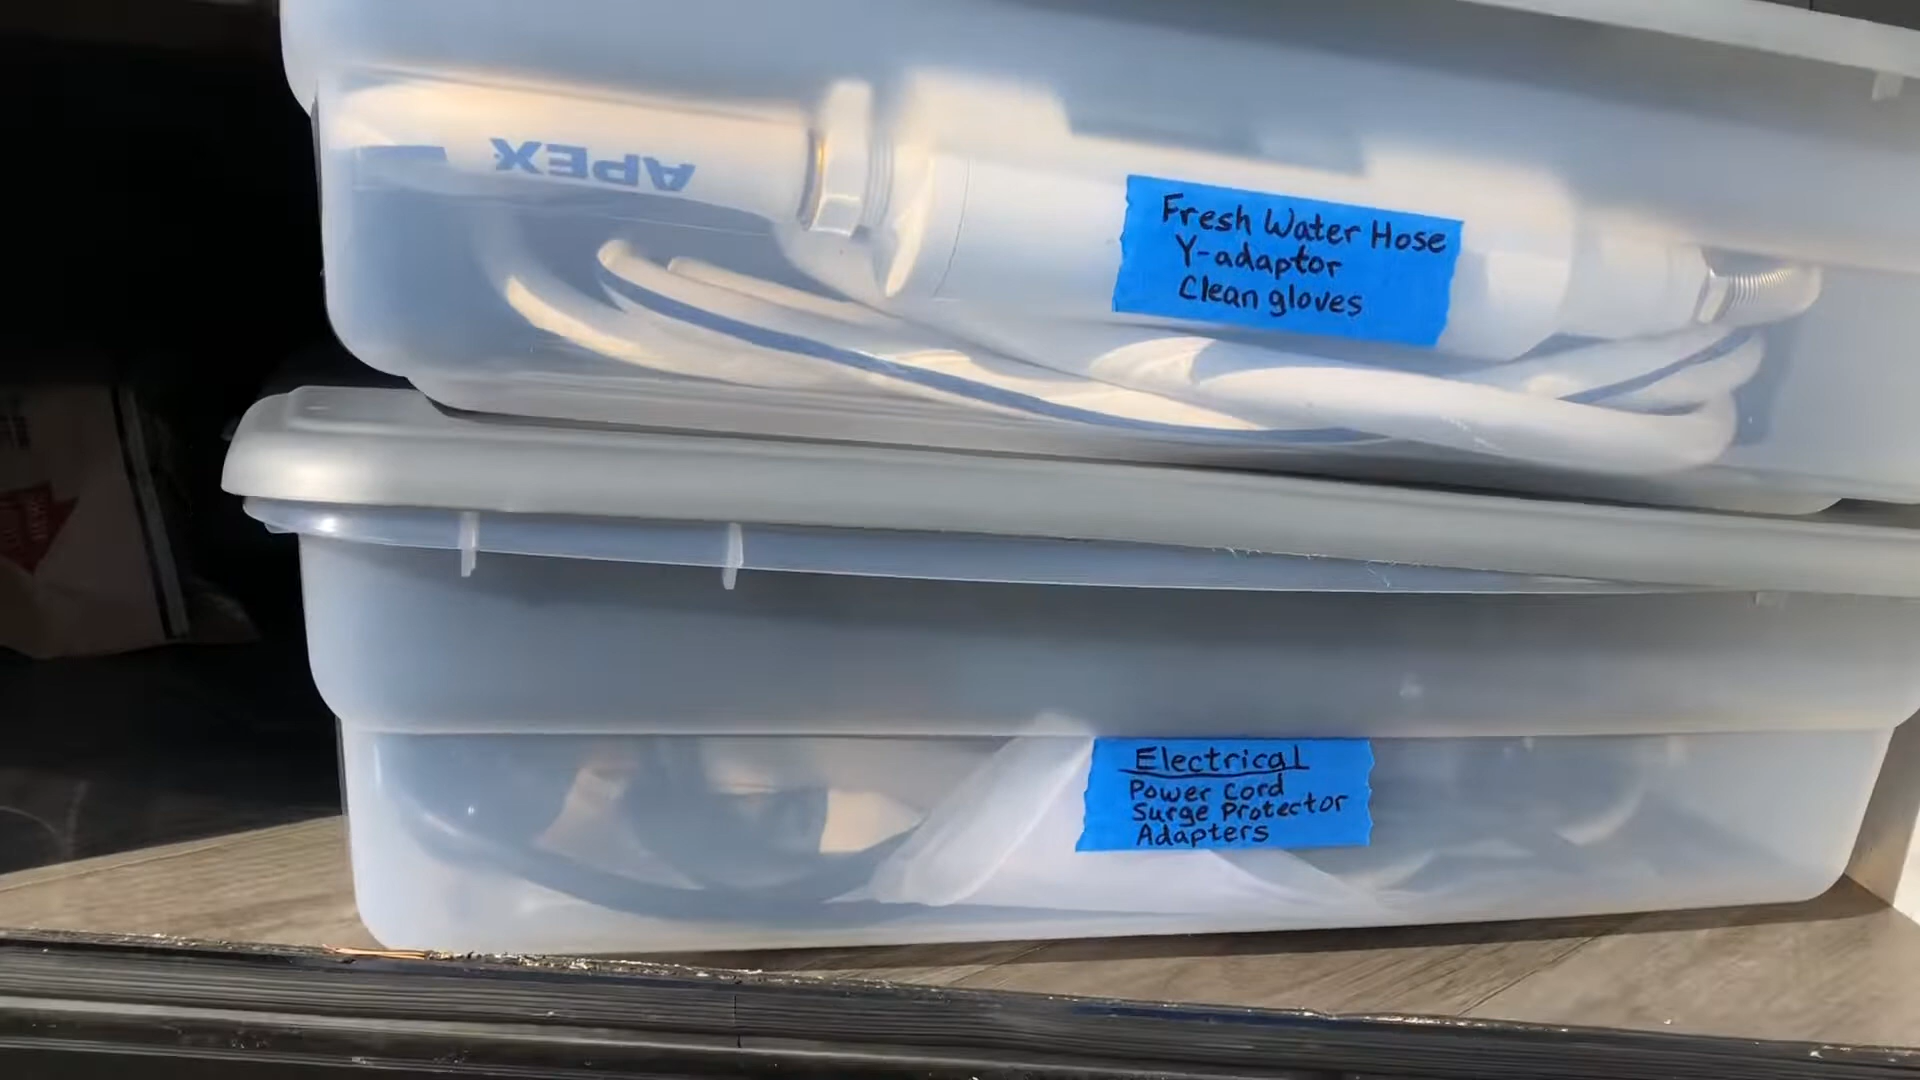 APEX
Fresh Water Hose
Y-adaptor
Clean gloves
Electrical
Power Cord
Surge Protector
Adapters